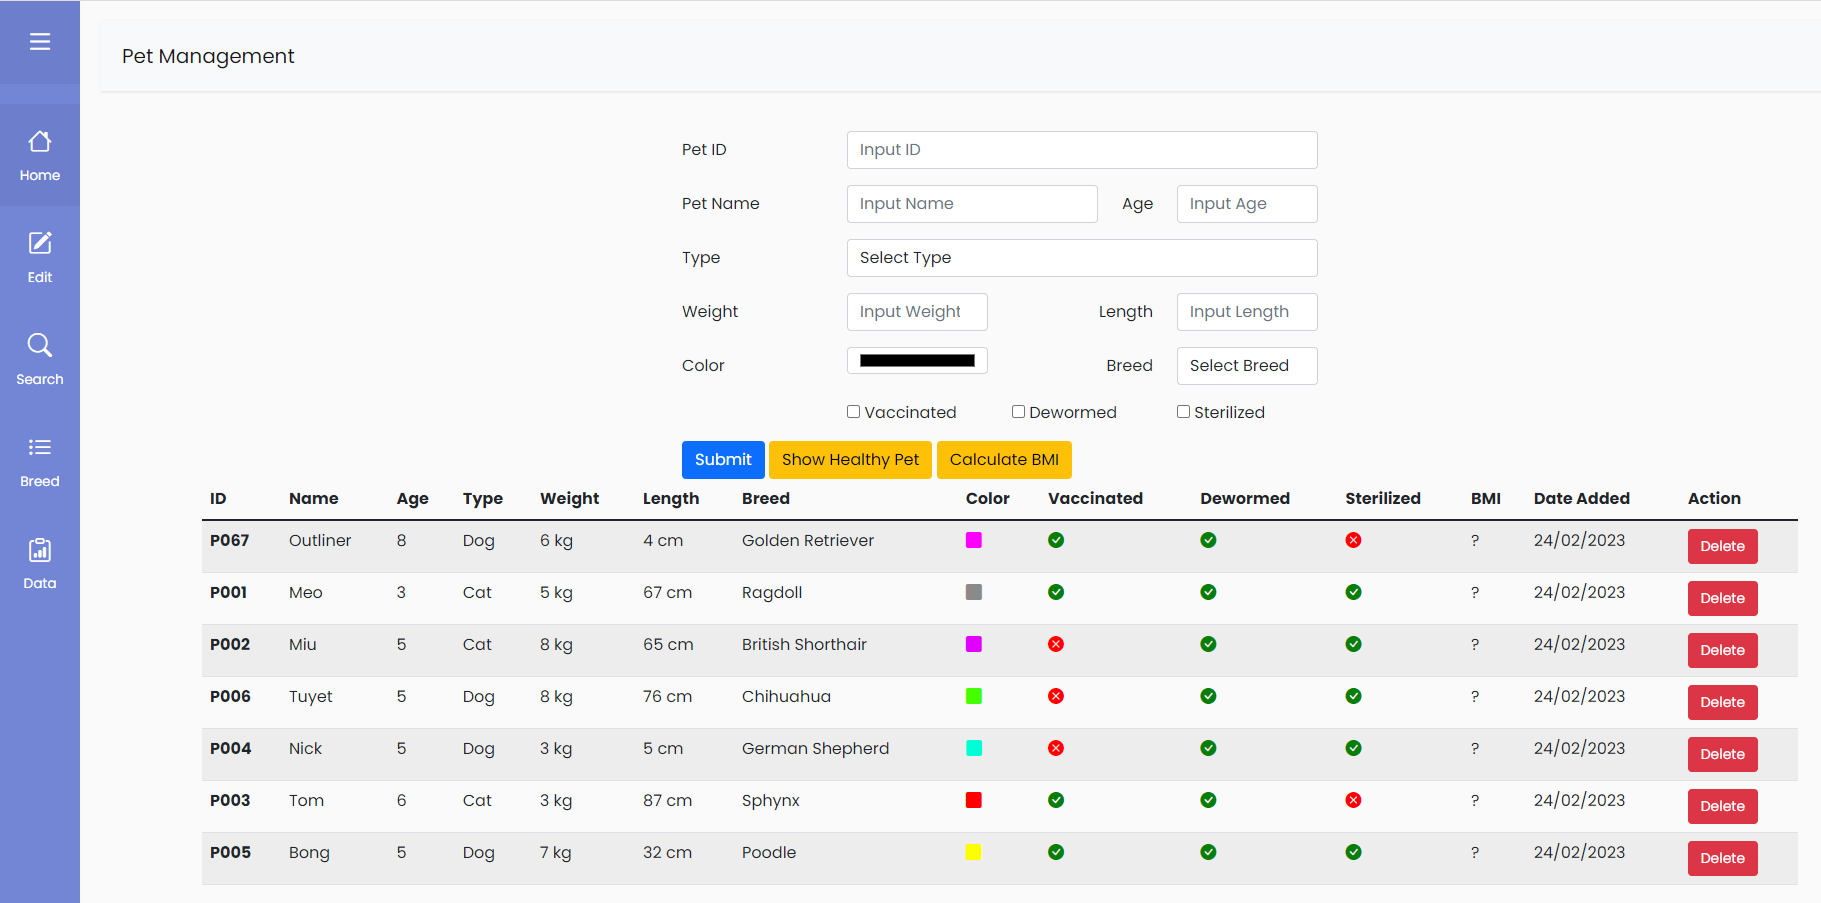 Pet Management
Home
Edit
Search
Breed
Data
Pet ID Input ID
Pet Name Input Name Age Input Age
Type Select Type
Weight Input Weight Length Input Length
Color Breed Select Breed
Vaccinated Dewormed Sterilized
Submit Show Healthy Pet Calculate BMI
ID Name Age Type Weight Length Breed Color Vaccinated Dewormed Sterilized BMI Date Added Action
P067 Outliner 8 Dog 6 kg 4 cm Golden Retriever ? 24/02/2023 Delete
P001 Meo 3 Cat 5 kg 67 cm Ragdoll ? 24/02/2023 Delete
P002 Miu 5 Cat 8 kg 65 cm British Shorthair ? 24/02/2023 Delete
P006 Tuyet 5 Dog 8 kg 76 cm Chihuahua ? 24/02/2023 Delete
P004 Nick 5 Dog 3 kg 5 cm German Shepherd ? 24/02/2023 Delete
P003 Tom 6 Cat 3 kg 87 cm Sphynx ? 24/02/2023 Delete
P005 Bong 5 Dog 7 kg 32 cm Poodle ? 24/02/2023 Delete